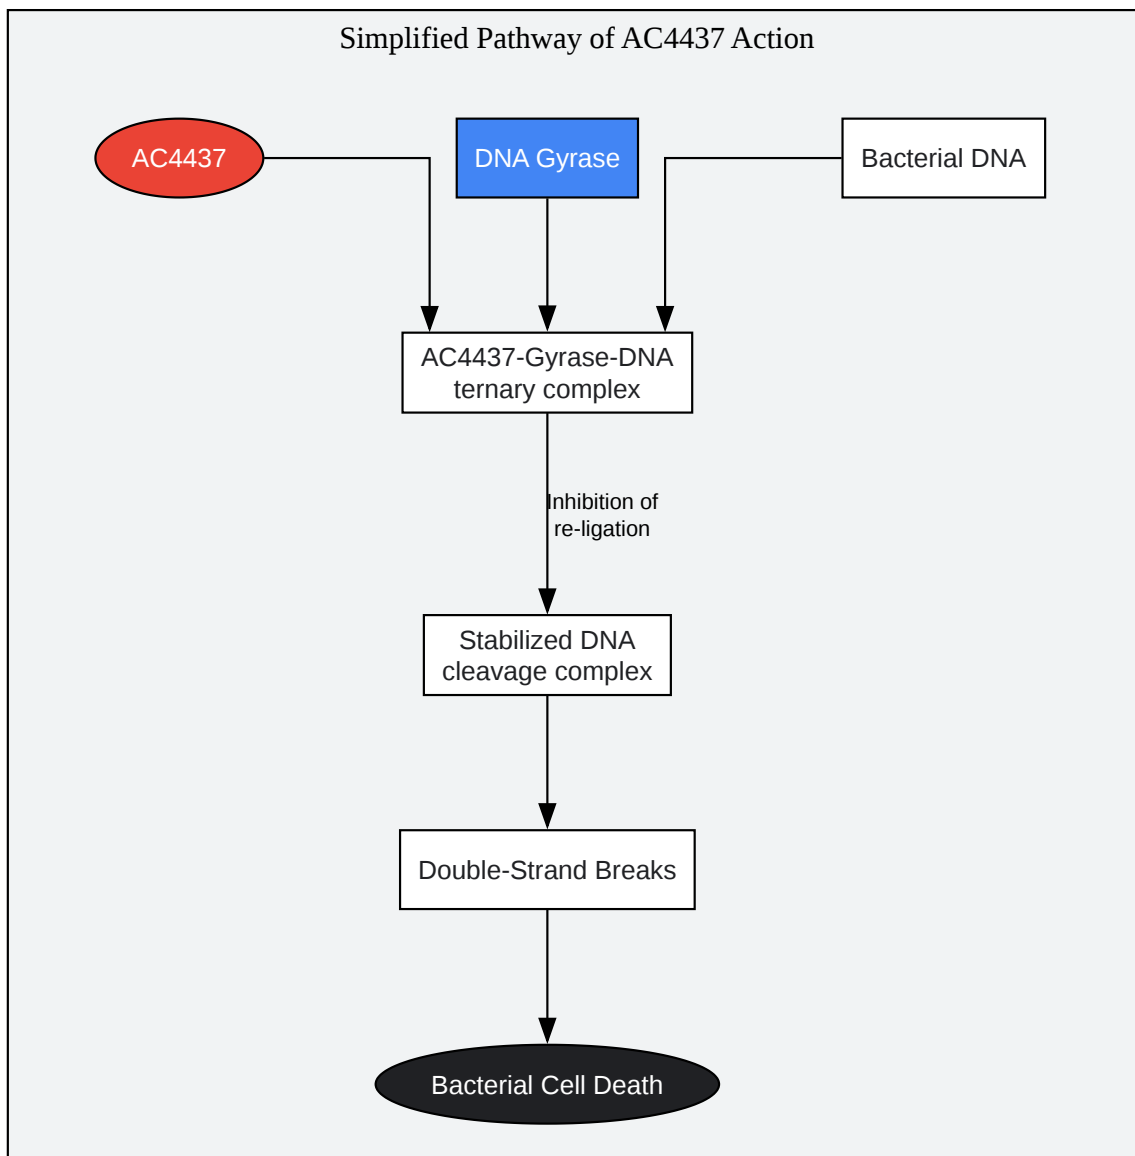 Simplified Pathway of AC4437 Action
AC4437
DNA Gyrase
Bacterial DNA
AC4437-Gyrase-DNA
ternary complex
Inhibition of
re-ligation
Stabilized DNA
cleavage complex
Double-Strand Breaks
Bacterial Cell Death